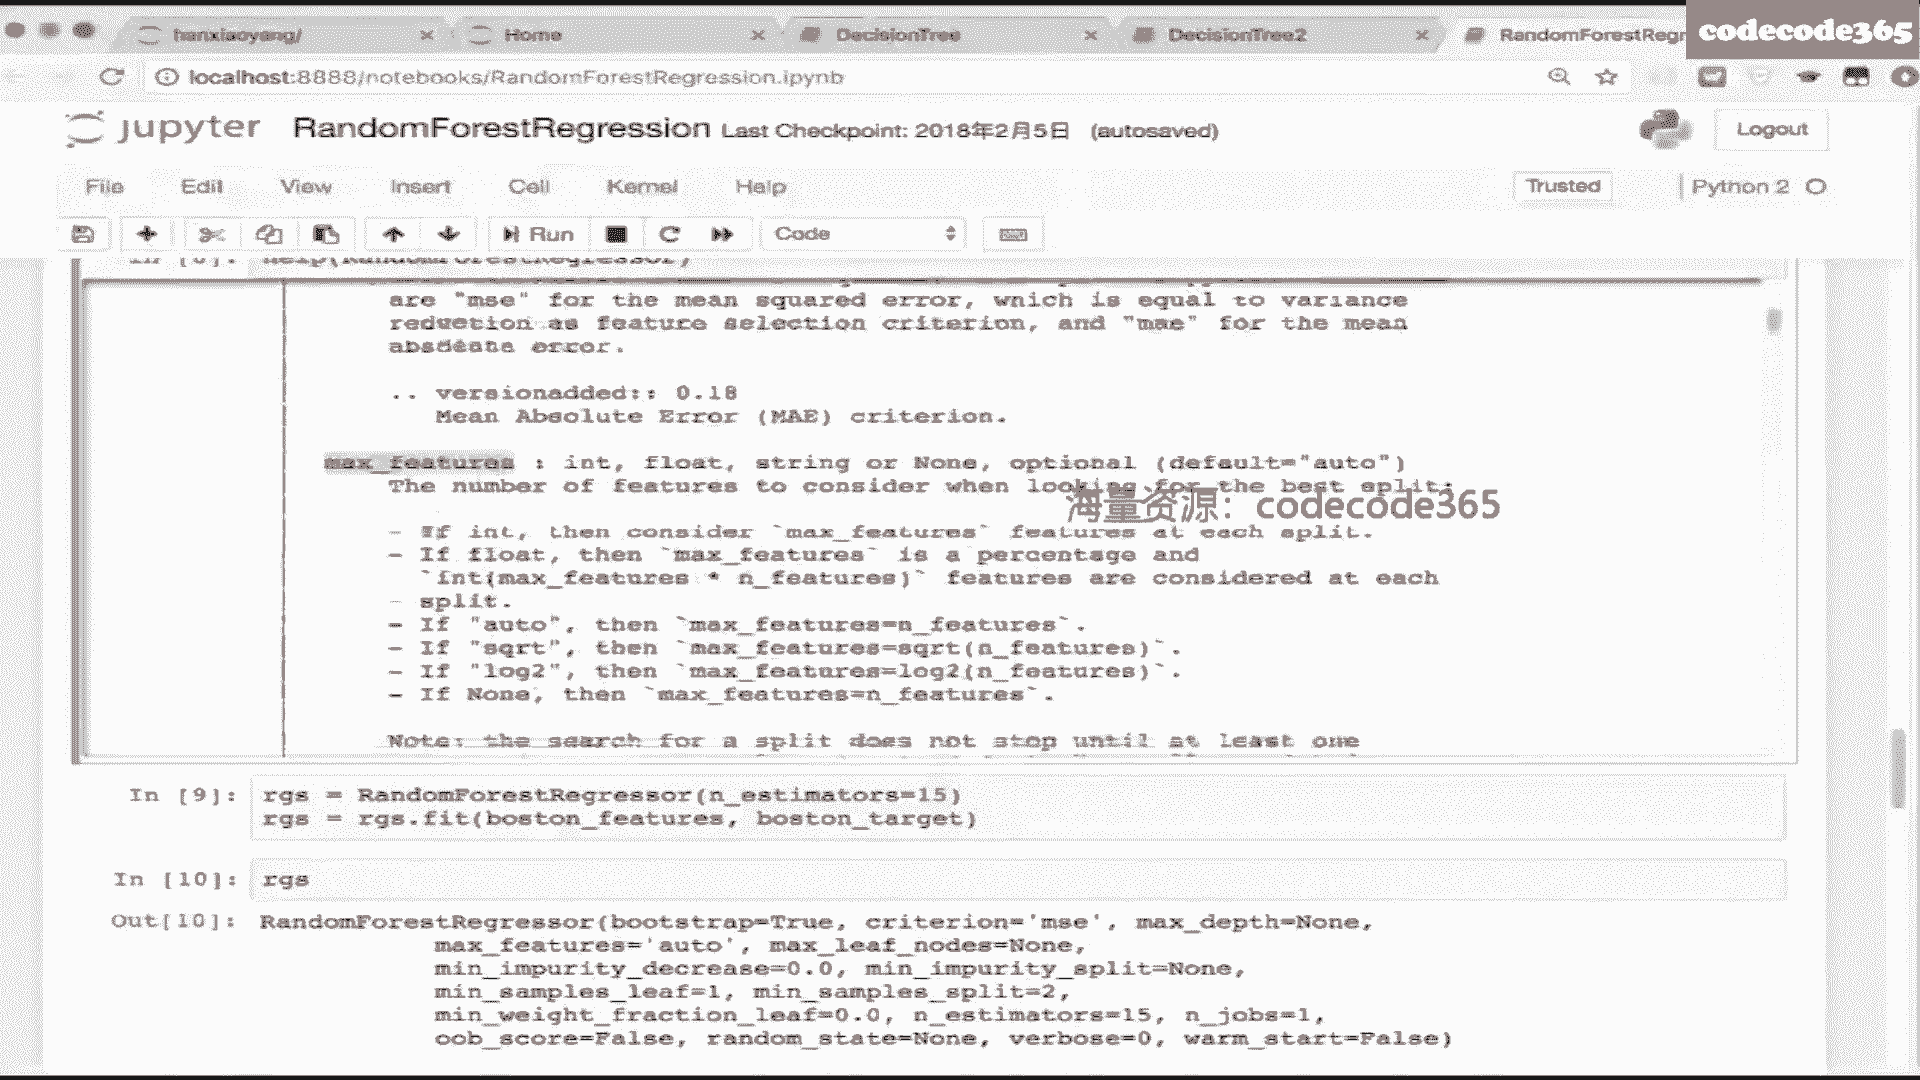 hanxiaoyang/ Home DecisionTree DecisionTree2 RandomForestRegr
codecode365
localhost:8888/notebooks/RandomForestRegression.ipynb
jupyter RandomForestRegression Last Checkpoint: 2018年2月5日 (autosaved) Logout
File Edit View Insert Cell Kernel Help Trusted Python 2
Run Code
help(RandomForestRegressor)
are "mse" for the mean squared error, which is equal to variance
reduction as feature selection criterion, and "mae" for the mean
absolute error.
.. versionadded:: 0.18
Mean Absolute Error (MAE) criterion.
max_features : int, float, string or None, optional (default="auto")
The number of features to consider when looking for the best split:
海量资源：codecode365
- If int, then consider `max_features` features at each split.
- If float, then `max_features` is a percentage and
`int(max_features * n_features)` features are considered at each
- split.
- If "auto", then `max_features=n_features`.
- If "sqrt", then `max_features=sqrt(n_features)`.
- If "log2", then `max_features=log2(n_features)`.
- If None, then `max_features=n_features`.
Note: the search for a split does not stop until at least one
In [9]: rgs = RandomForestRegressor(n_estimators=15)
rgs = rgs.fit(boston_features, boston_target)
In [10]: rgs
Out[10]: RandomForestRegressor(bootstrap=True, criterion='mse', max_depth=None,
max_features='auto', max_leaf_nodes=None,
min_impurity_decrease=0.0, min_impurity_split=None,
min_samples_leaf=1, min_samples_split=2,
min_weight_fraction_leaf=0.0, n_estimators=15, n_jobs=1,
oob_score=False, random_state=None, verbose=0, warm_start=False)